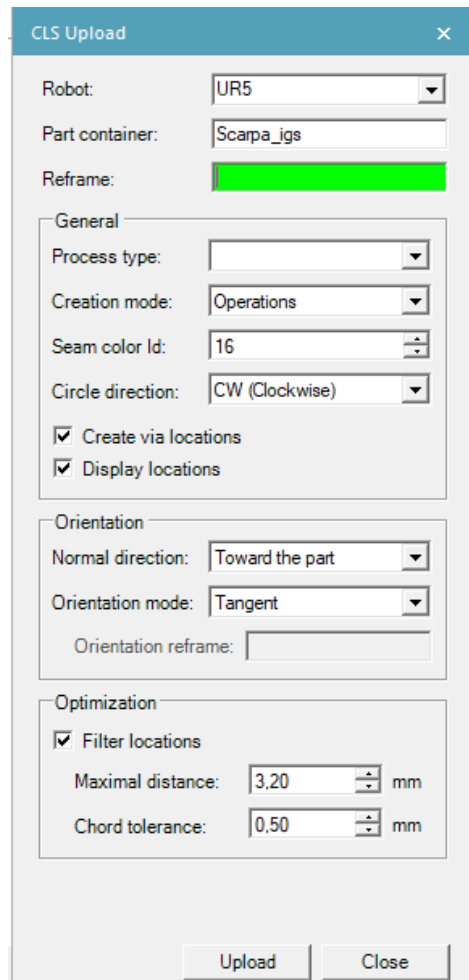 CLS Upload
Robot: UR5
Part container: Scarpa_igs
Reframe:
General
Process type:
Creation mode: Operations
Seam color Id: 16
Circle direction: CW (Clockwise)
Create via locations
Display locations
Orientation
Normal direction: Toward the part
Orientation mode: Tangent
Orientation reframe:
Optimization
Filter locations
Maximal distance: 3,20 mm
Chord tolerance: 0,50 mm
Upload Close